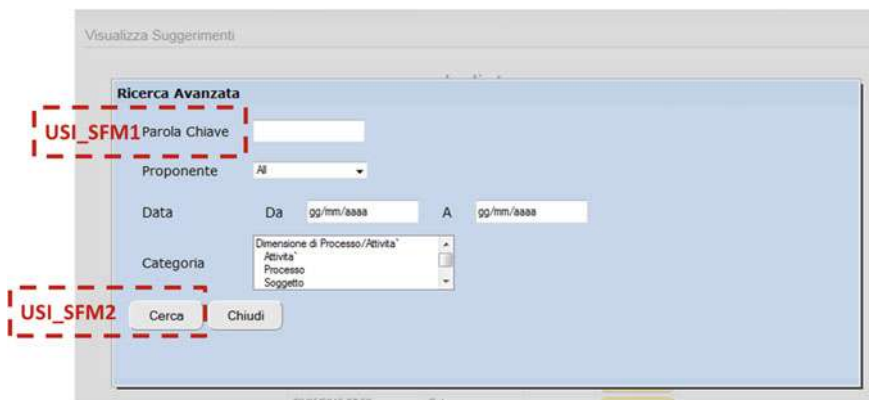 Visualizza Suggerimenti
Ricerca Avanzata
USI_SFM1 Parola Chiave
Proponente All
Data Da gg/mm/aaaa A gg/mm/aaaa
Dimensione di Processo/Attivita`
Attivita`
Categoria
Processo
Soggetto
USI_SFM2 Cerca Chiudi